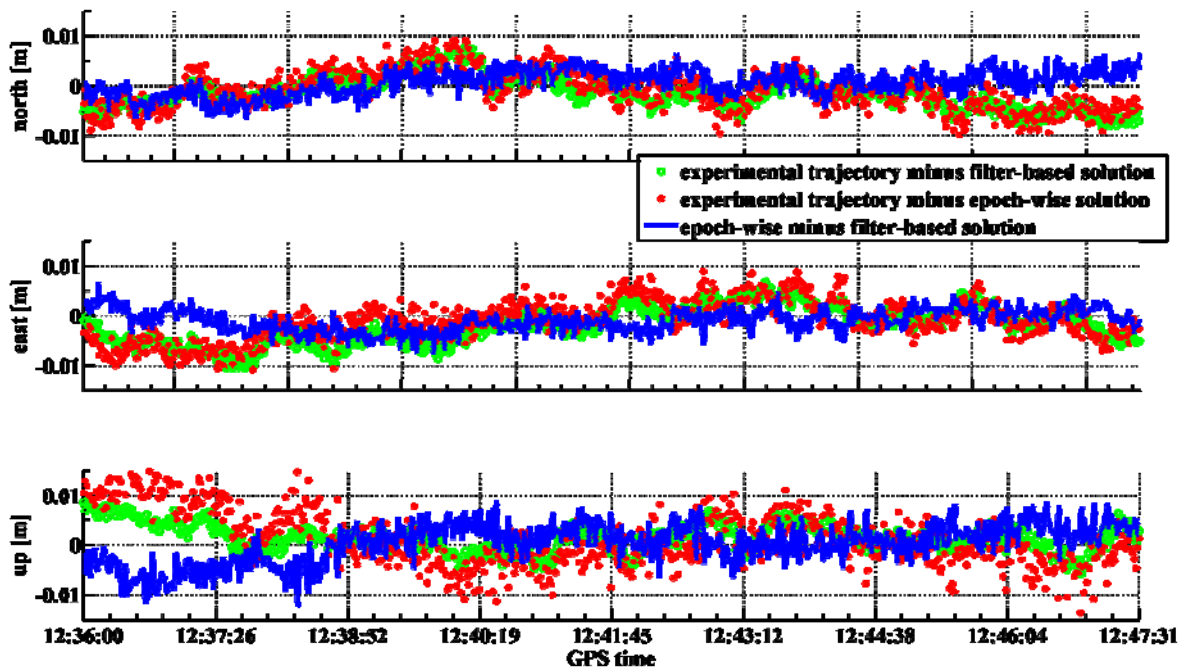 0.01
0
-0.01
north [m]
experimental trajectory minus filter-based solution
experimental trajectory minus epoch-wise solution
epoch-wise minus filter-based solution
0.01
0
-0.01
east [m]
0.01
0
-0.01
up [m]
12:36:00 12:37:26 12:38:52 12:40:19 12:41:45 12:43:12 12:44:38 12:46:04 12:47:31
GPS time